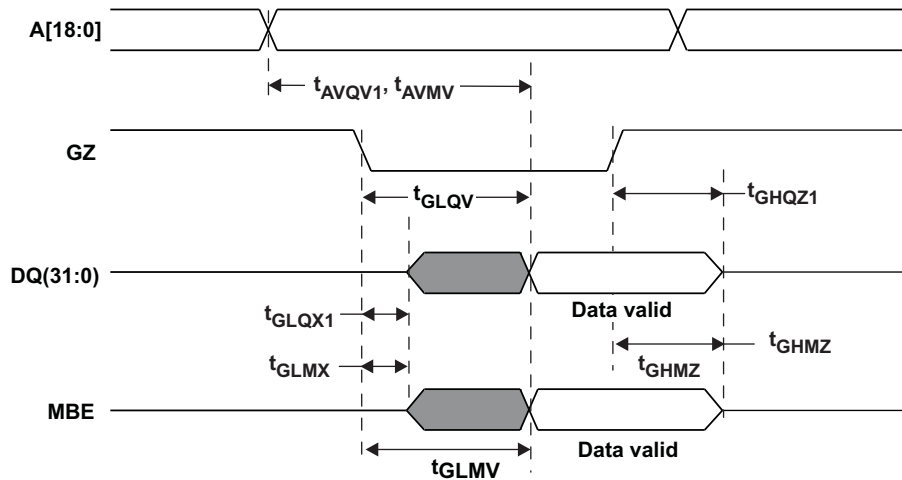 A[18:0]
tAVQV1, tAVMV
GZ
tGLQV
tGHQZ1
DQ(31:0)
Data valid
tGLQX1
tGHMZ
tGHMZ
tGLMX
MBE
Data valid
tGLMV